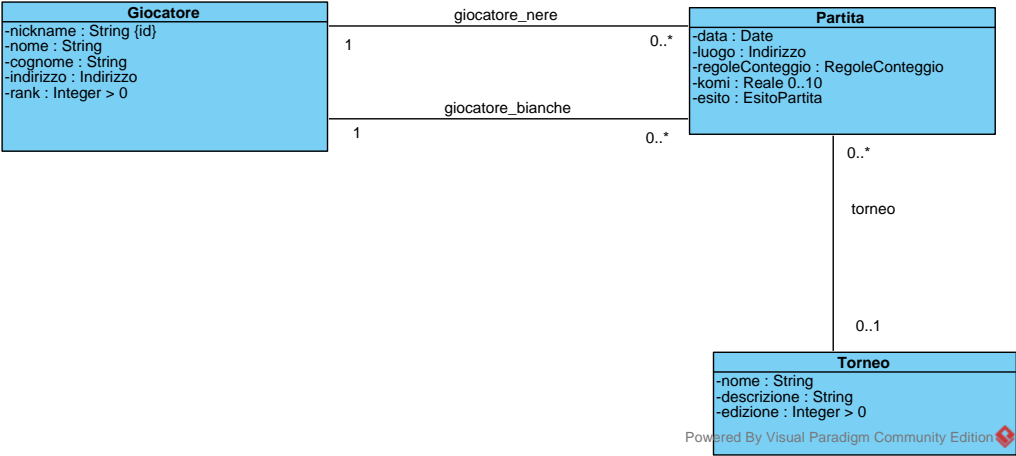 Giocatore
-nickname : String {id}
-nome : String
-cognome : String
-indirizzo : Indirizzo
-rank : Integer > 0
giocatore_nere
1
0..*
giocatore_bianche
1
0..*
Partita
-data : Date
-luogo : Indirizzo
-regoleConteggio : RegoleConteggio
-komi : Reale 0..10
-esito : EsitoPartita
0..*
torneo
0..1
Torneo
-nome : String
-descrizione : String
-edizione : Integer > 0
Powered By Visual Paradigm Community Edition